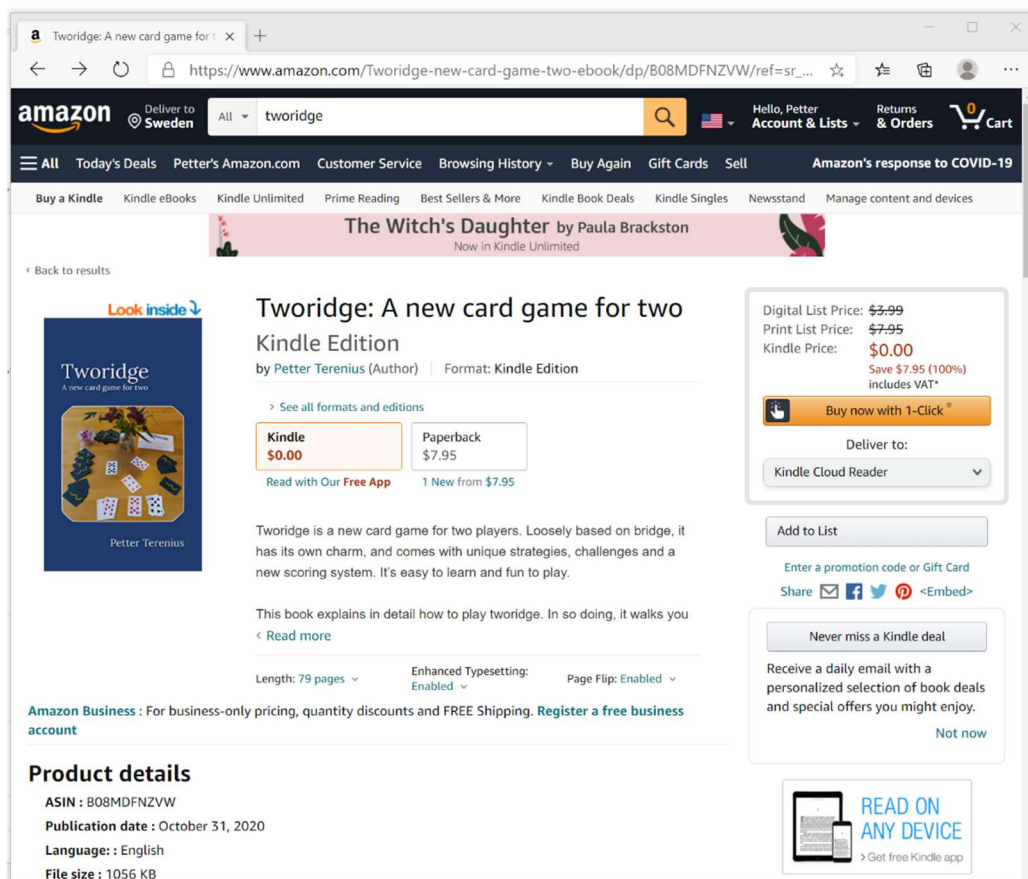 Tworidge: A new card game for t
https://www.amazon.com/Tworidge-new-card-game-two-ebook/dp/B08MDFNZVW/ref=sr_...
amazon
Deliver to
Sweden
All
tworidge
Hello, Petter
Account & Lists
Returns
& Orders
0
Cart
All Today's Deals Petter's Amazon.com Customer Service Browsing History Buy Again Gift Cards Sell Amazon's response to COVID-19
Buy a Kindle Kindle eBooks Kindle Unlimited Prime Reading Best Sellers & More Kindle Book Deals Kindle Singles Newsstand Manage content and devices
The Witch's Daughter by Paula Brackston
Now in Kindle Unlimited
‹ Back to results
Look inside
Tworidge
A new card game for two
Petter Terenius
Tworidge: A new card game for two
Kindle Edition
by Petter Terenius (Author) Format: Kindle Edition
› See all formats and editions
Kindle
$0.00
Read with Our Free App
Paperback
$7.95
1 New from $7.95
Tworidge is a new card game for two players. Loosely based on bridge, it
has its own charm, and comes with unique strategies, challenges and a
new scoring system. It's easy to learn and fun to play.
This book explains in detail how to play tworidge. In so doing, it walks you
‹ Read more
Length: 79 pages
Enhanced Typesetting:
Enabled
Page Flip: Enabled
Digital List Price: $3.99
Print List Price: $7.95
Kindle Price: $0.00
Save $7.95 (100%)
includes VAT*
Buy now with 1-Click ®
Deliver to:
Kindle Cloud Reader
Add to List
Enter a promotion code or Gift Card
Share <Embed>
Never miss a Kindle deal
Receive a daily email with a
personalized selection of book deals
and special offers you might enjoy.
Not now
READ ON
ANY DEVICE
› Get free Kindle app
Amazon Business : For business-only pricing, quantity discounts and FREE Shipping. Register a free business
account
Product details
ASIN : B08MDFNZVW
Publication date : October 31, 2020
Language: : English
File size : 1056 KB